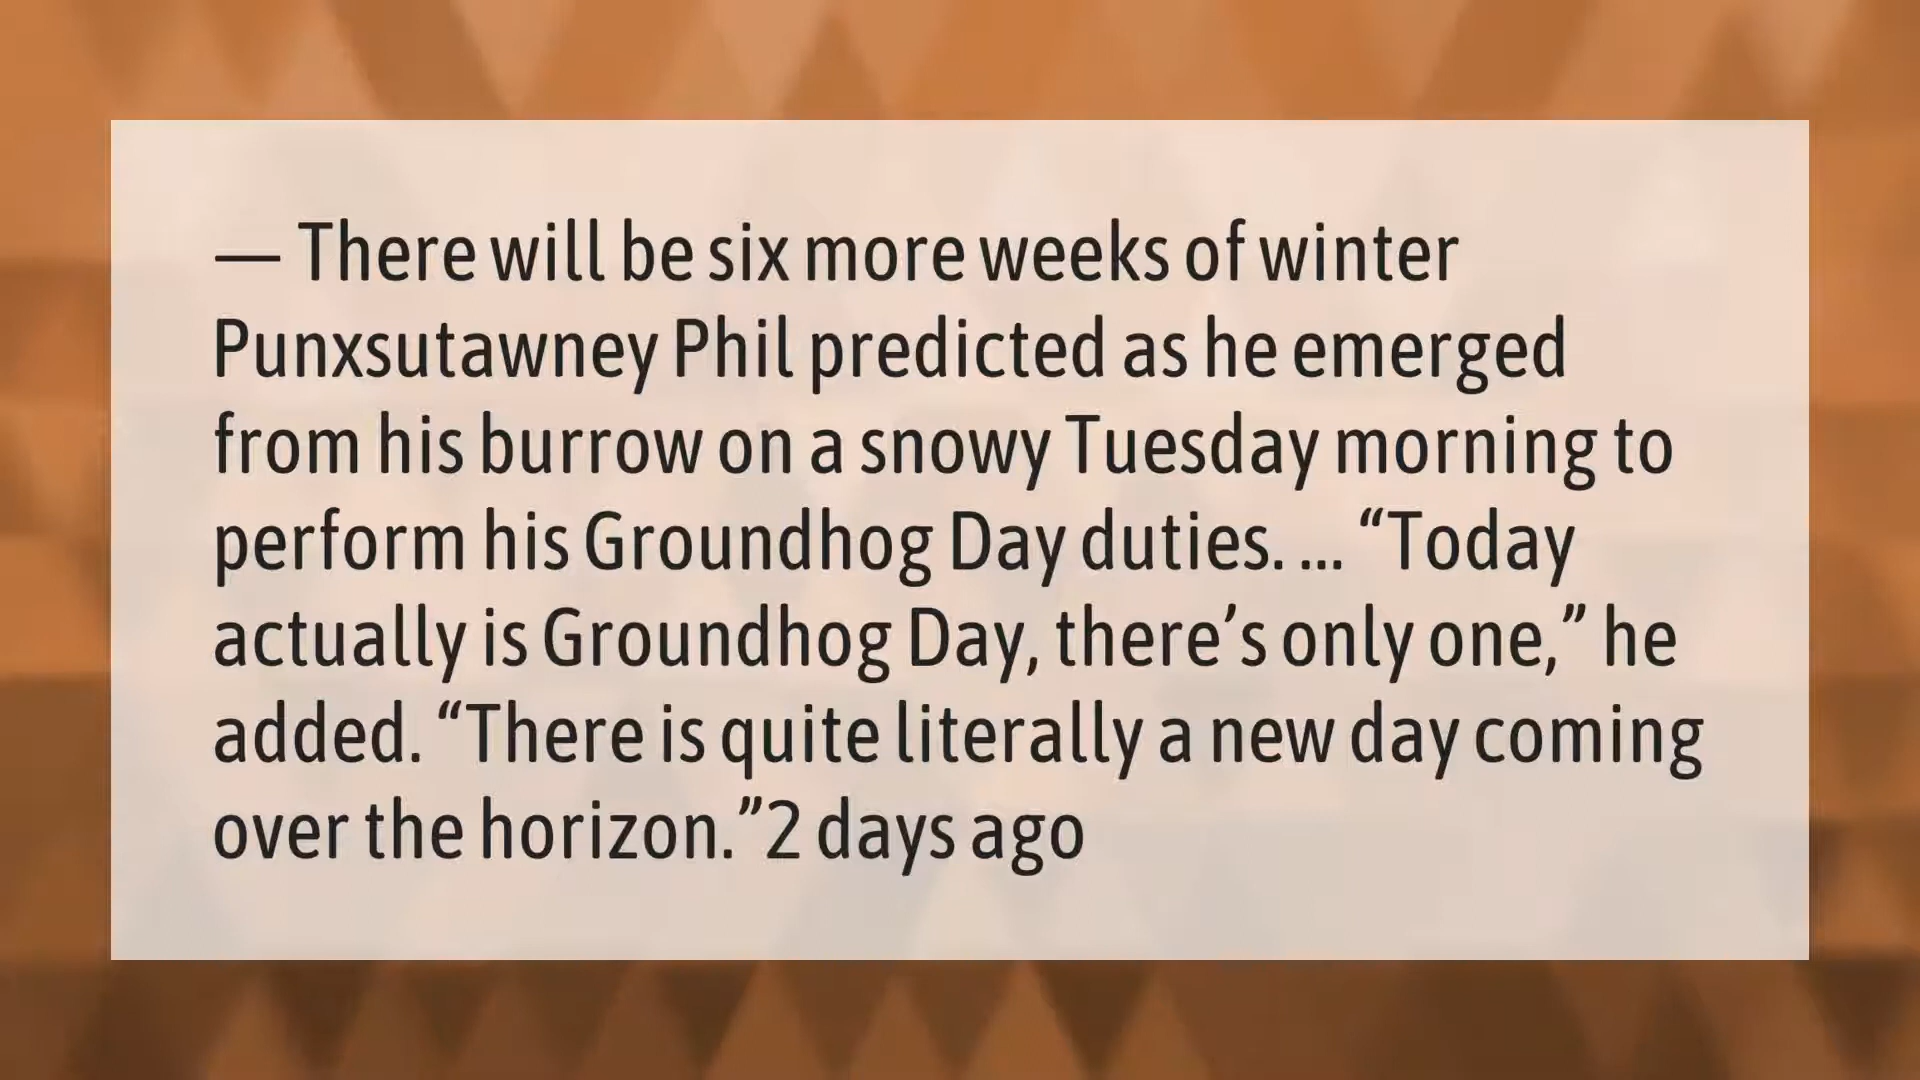 — There will be six more weeks of winter
Punxsutawney Phil predicted as he emerged
from his burrow on a snowy Tuesday morning to
perform his Groundhog Day duties. ... “Today
actually is Groundhog Day, there’s only one,” he
added. “There is quite literally a new day coming
over the horizon.”2 days ago